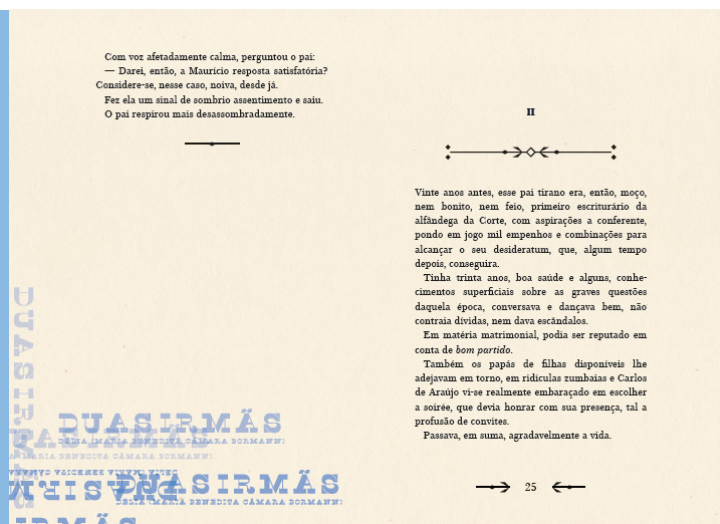 Com voz afetadamente calma, perguntou o pai:
— Darei, então, a Maurício resposta satisfatória?
Considere-se, nesse caso, noiva, desde já.
Fez ela um sinal de sombrio assentimento e saiu.
O pai respirou mais desassombradamente.
II
Vinte anos antes, esse pai tirano era, então, moço,
nem bonito, nem feio, primeiro escriturário da
alfândega da Corte, com aspirações a conferente,
pondo em jogo mil empenhos e combinações para
alcançar o seu desideratum, que, algum tempo
depois, conseguira.
Tinha trinta anos, boa saúde e alguns, conhe-
cimentos superficiais sobre as graves questões
daquela época, conversava e dançava bem, não
contraía dívidas, nem dava escândalos.
Em matéria matrimonial, podia ser reputado em
conta de bom partido.
Também os papás de filhas disponíveis lhe
adejavam em torno, em ridículas zumbaias e Carlos
de Araújo vi-se realmente embaraçado em escolher
a soirée, que devia honrar com sua presença, tal a
profusão de convites.
Passava, em suma, agradavelmente a vida.
25
DUAS IRMÃS
DUAS IRMÃS
DÉLIA (MARIA BENEDITA CÂMARA BORMANN)
DUAS IRMÃS
DÉLIA (MARIA BENEDITA CÂMARA BORMANN)
IRMÃS